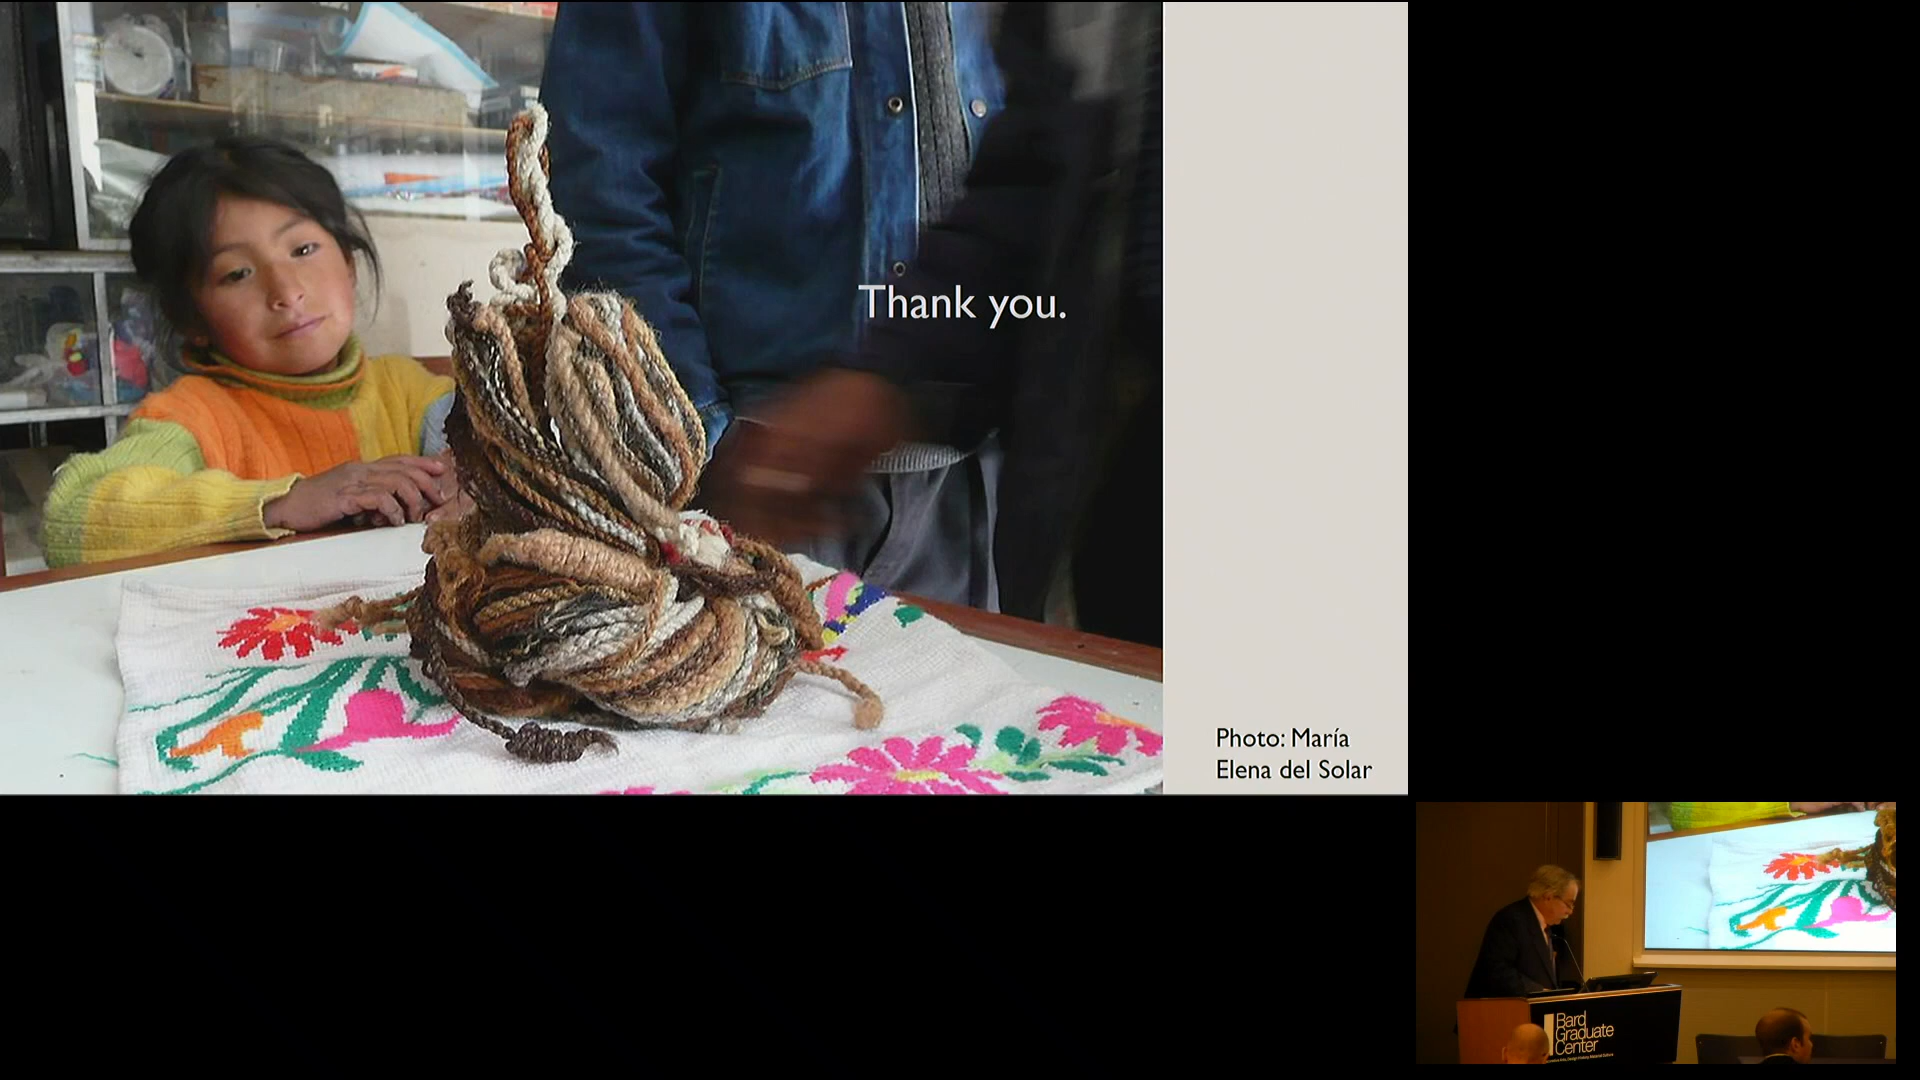 Thank you.
Photo: María
Elena del Solar
Bard
Graduate
Center